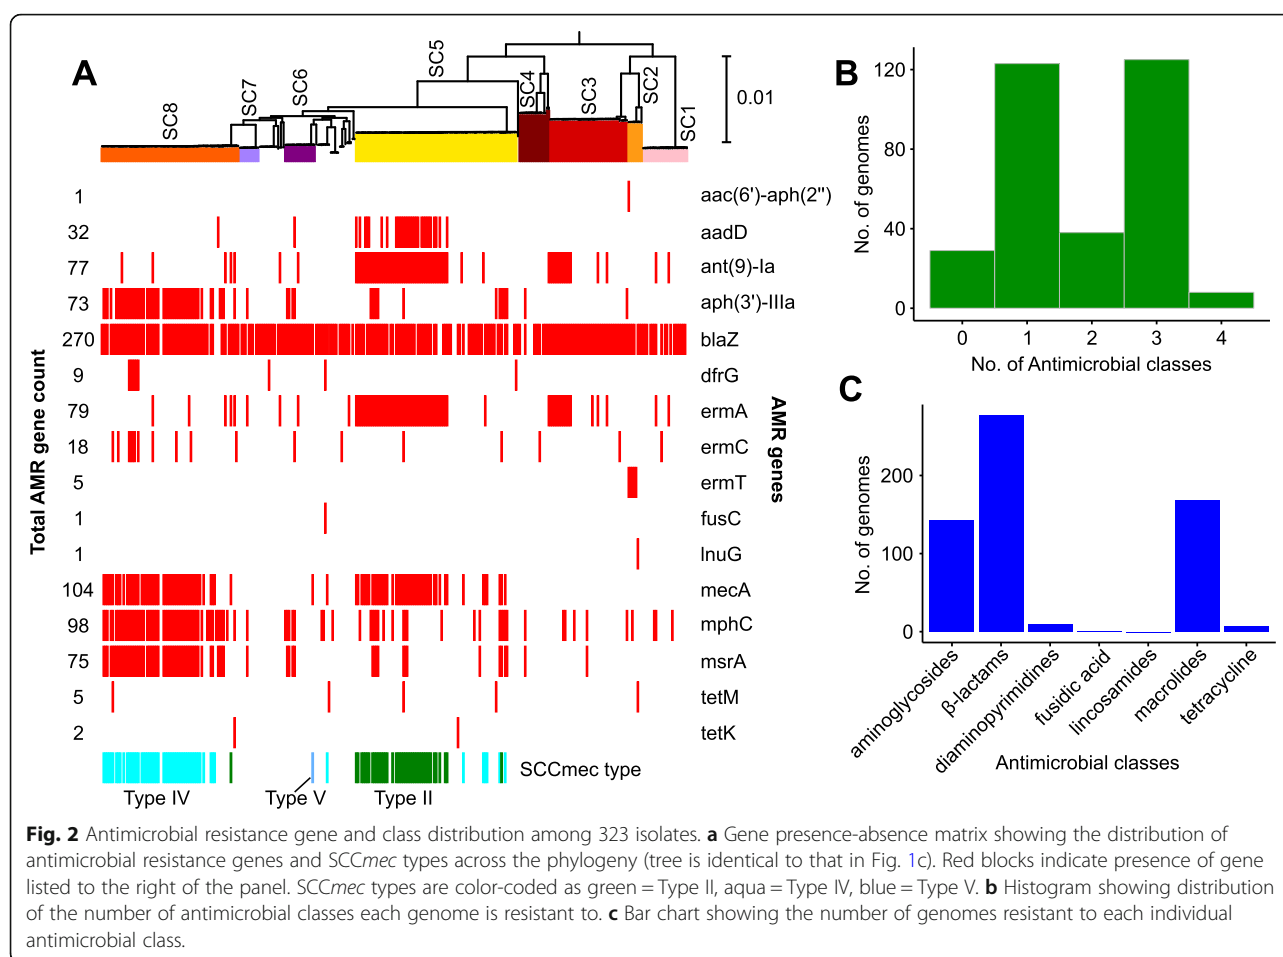 A
SC8
SC7
SC6
SC5
SC4
SC3
SC2
SC1
0.01
Total AMR gene count
AMR genes
1 aac(6')-aph(2'')
32 aadD
77 ant(9)-Ia
73 aph(3')-IIIa
270 blaZ
9 dfrG
79 ermA
18 ermC
5 ermT
1 fusC
1 lnuG
104 mecA
98 mphC
75 msrA
5 tetM
2 tetK
SCCmec type
Type IV Type V Type II
B
No. of genomes
120
80
40
0
0 1 2 3 4
No. of Antimicrobial classes
C
No. of genomes
200
100
0
aminoglycosides
β-lactams
diaminopyrimidines
fusidic acid
lincosamides
macrolides
tetracycline
Antimicrobial classes
Fig. 2 Antimicrobial resistance gene and class distribution among 323 isolates. a Gene presence-absence matrix showing the distribution of
antimicrobial resistance genes and SCCmec types across the phylogeny (tree is identical to that in Fig. 1c). Red blocks indicate presence of gene
listed to the right of the panel. SCCmec types are color-coded as green = Type II, aqua = Type IV, blue = Type V. b Histogram showing distribution
of the number of antimicrobial classes each genome is resistant to. c Bar chart showing the number of genomes resistant to each individual
antimicrobial class.